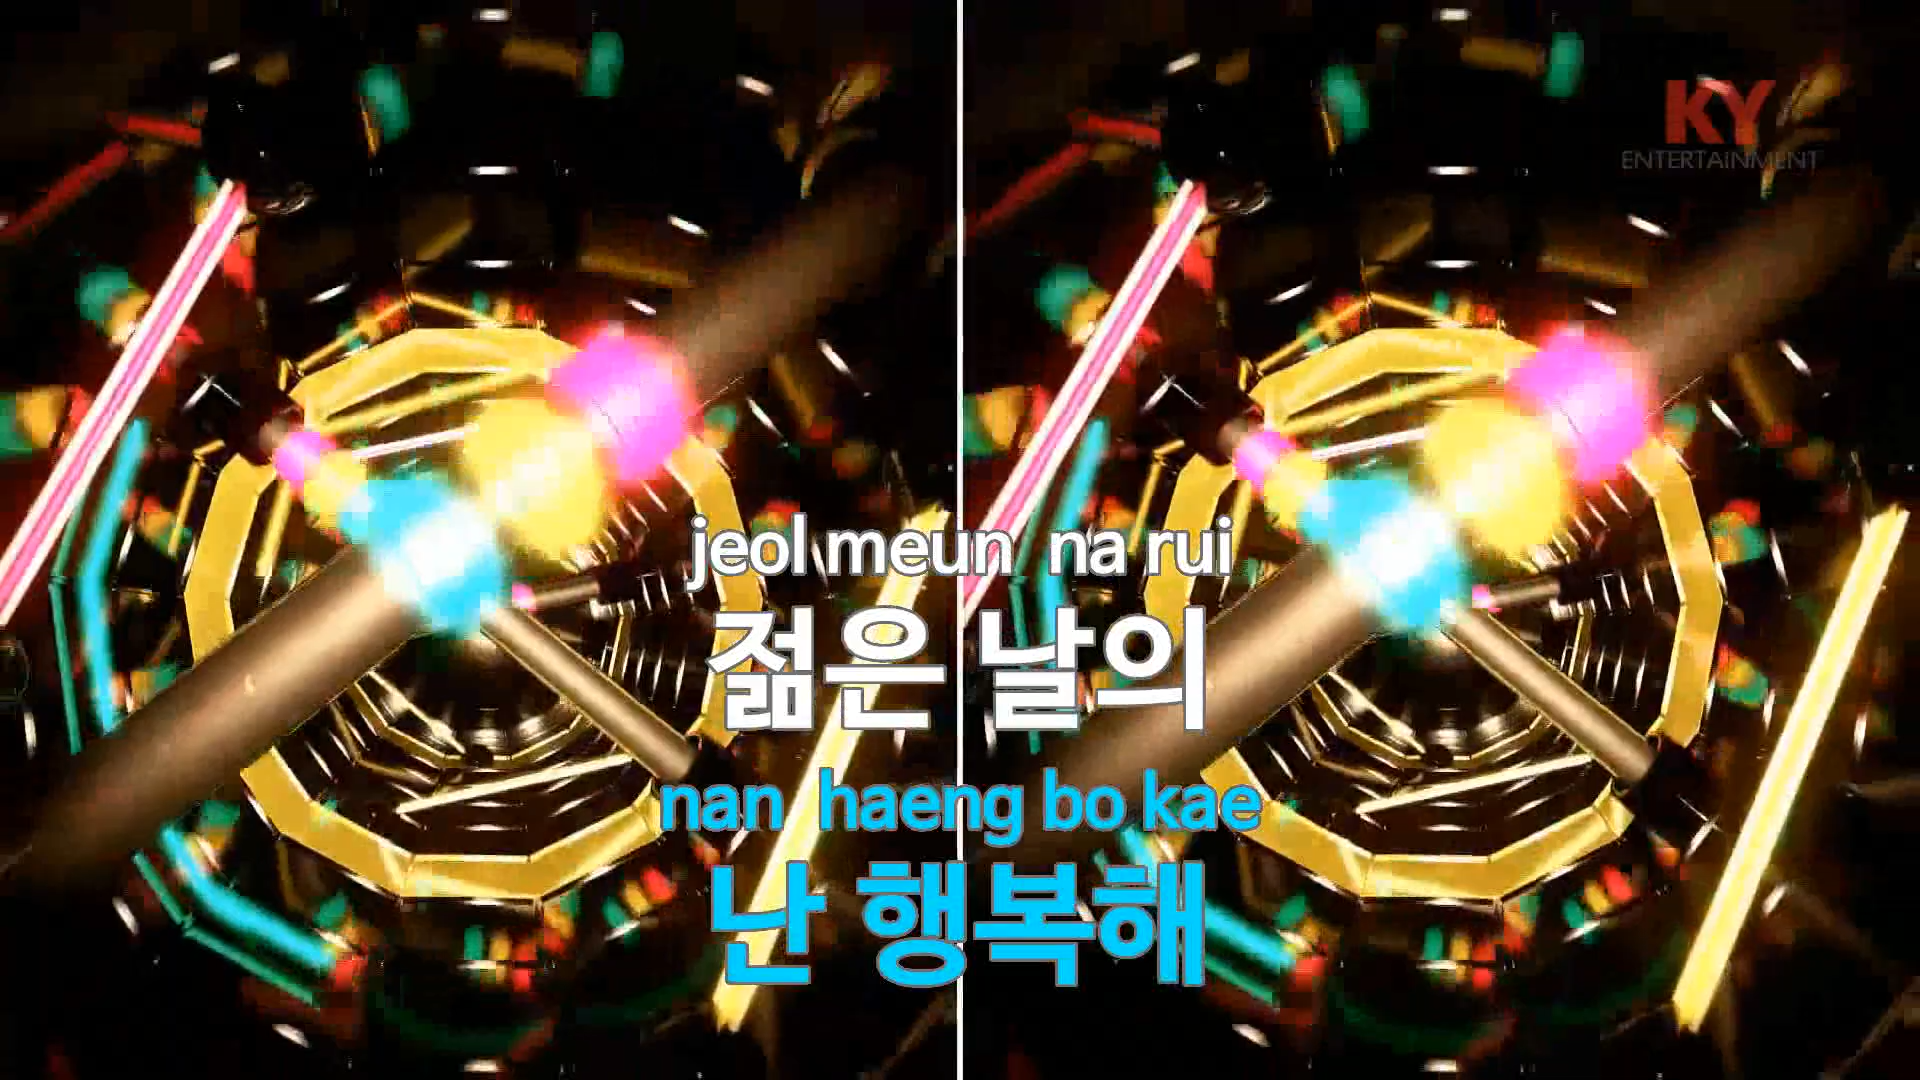 KY
ENTERTAINMENT
jeol meun na rui
젊은 날의
nan haeng bo kae
난 행복해